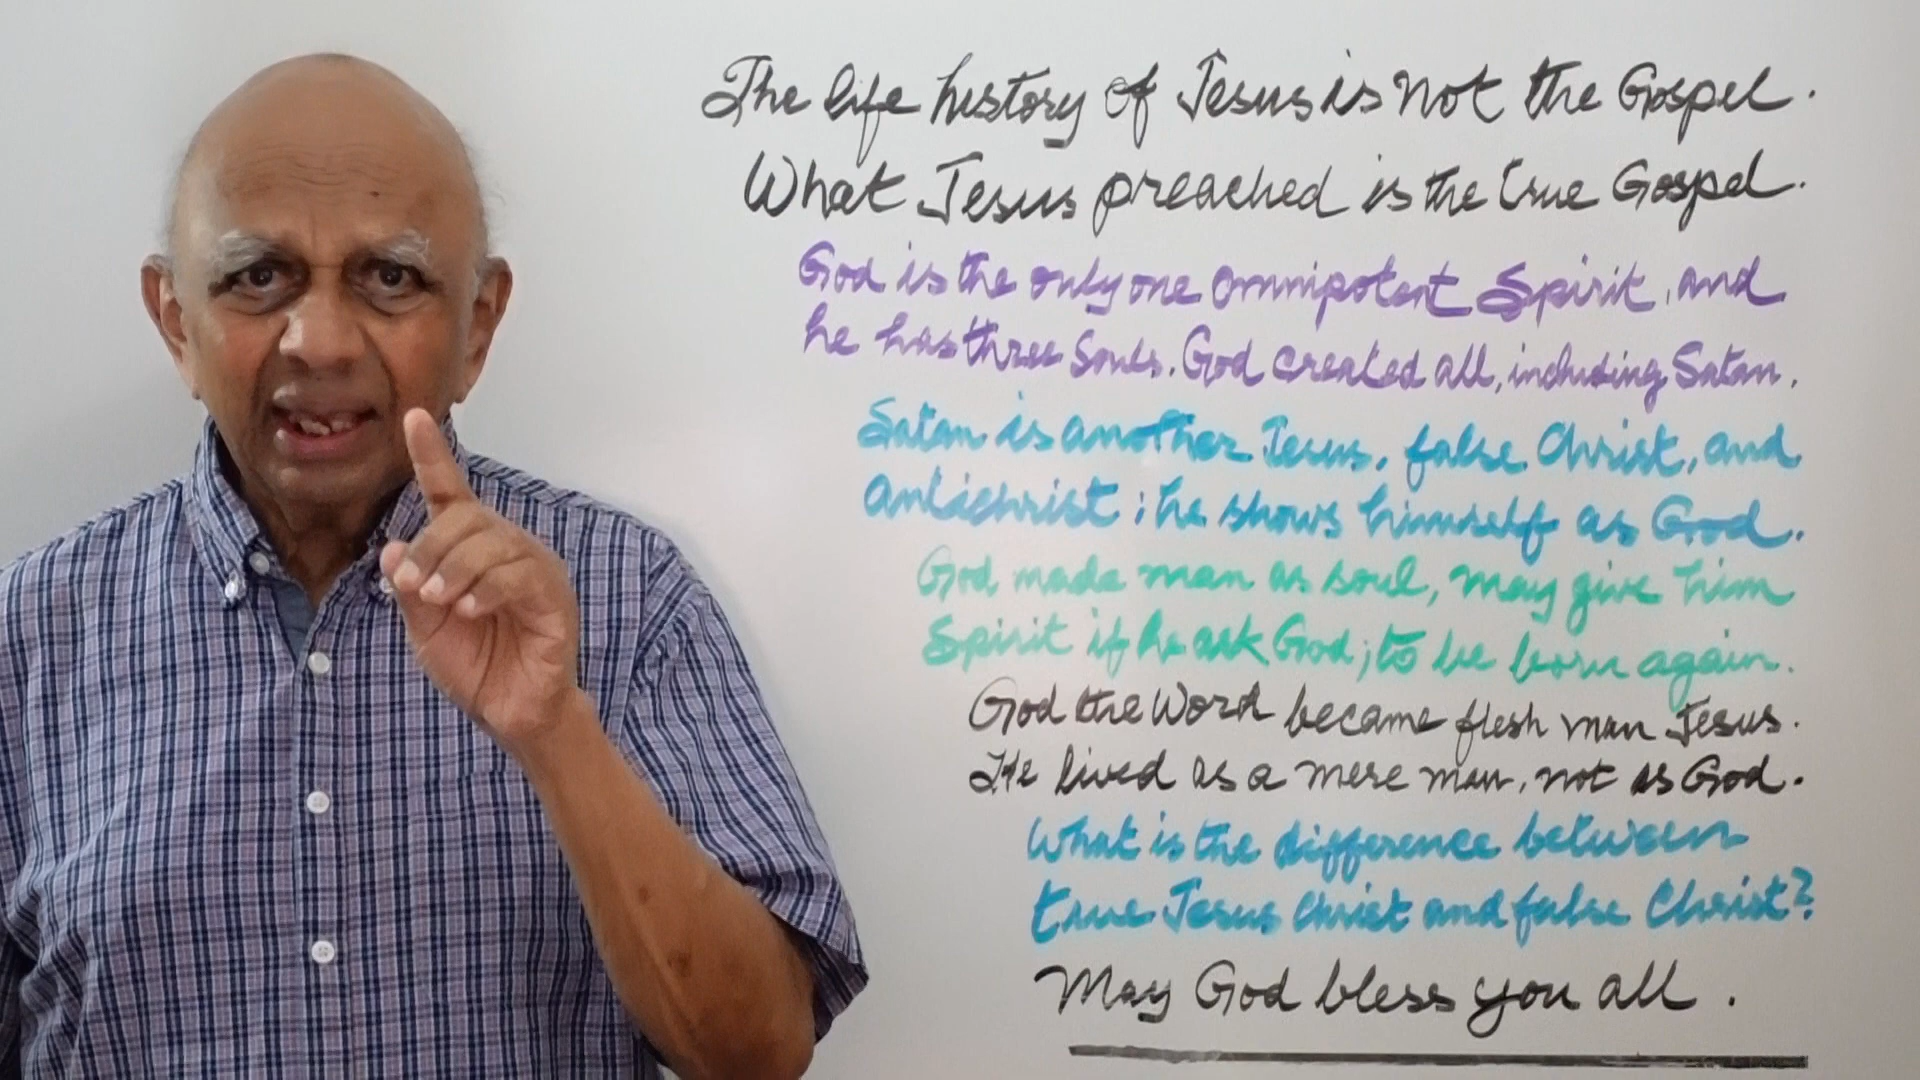 The life history of Jesus is not the Gospel.
What Jesus preached is the true Gospel.
God is the only one omnipotent Spirit, and
he has three souls. God created all, including Satan.
Satan is another Jesus, false Christ, and
antichrist; he shows himself as God.
God made man as soul, may give him
Spirit if he ask God; to be born again.
God the Word became flesh man Jesus.
He lived as a mere man, not as God.
What is the difference between
true Jesus Christ and false Christ?
May God bless you all.